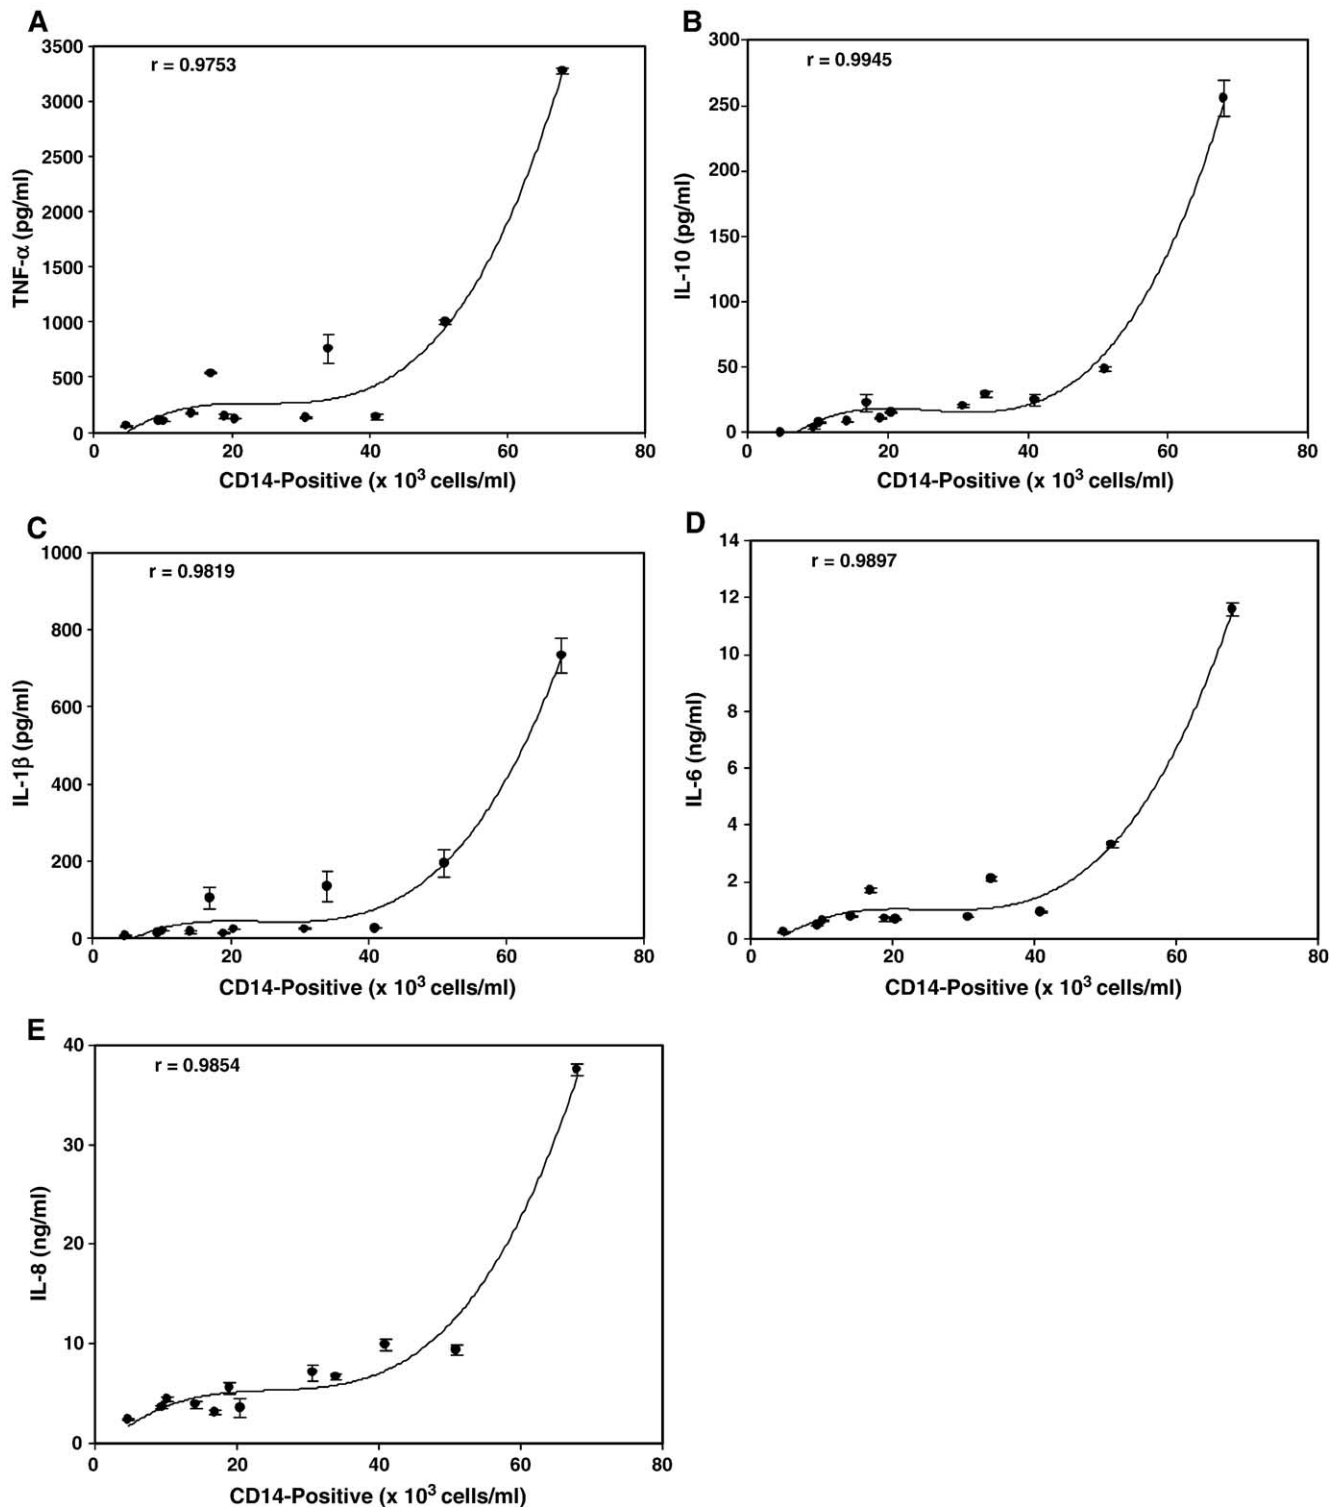 A
r = 0.9753
3500
3000
2500
2000
1500
1000
500
0
TNF-α (pg/ml)
0 20 40 60 80
CD14-Positive (x 10³ cells/ml)
B
r = 0.9945
300
250
200
150
100
50
0
IL-10 (pg/ml)
0 20 40 60 80
CD14-Positive (x 10³ cells/ml)
C
r = 0.9819
1000
800
600
400
200
0
IL-1β (pg/ml)
0 20 40 60 80
CD14-Positive (x 10³ cells/ml)
D
r = 0.9897
14
12
10
8
6
4
2
0
IL-6 (ng/ml)
0 20 40 60 80
CD14-Positive (x 10³ cells/ml)
E
r = 0.9854
40
30
20
10
0
IL-8 (ng/ml)
0 20 40 60 80
CD14-Positive (x 10³ cells/ml)